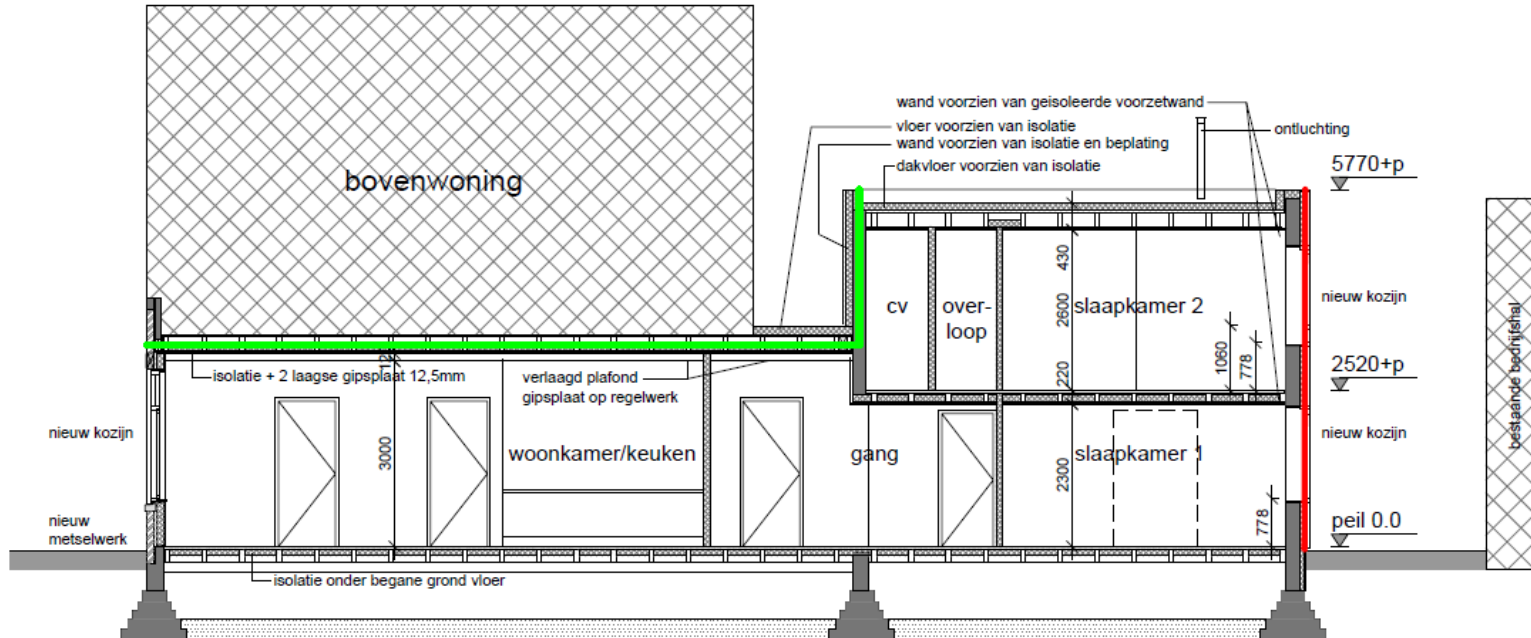 bovenwoning
wand voorzien van geisoleerde voorzetwand
vloer voorzien van isolatie
wand voorzien van isolatie en beplating
dakvloer voorzien van isolatie
ontluchting
5770+p
430
cv
over-
loop
2600
slaapkamer 2
nieuw kozijn
1060
778
220
2520+p
12
isolatie + 2 laagse gipsplaat 12,5mm
verlaagd plafond
gipsplaat op regelwerk
nieuw kozijn
3000
woonkamer/keuken
gang
slaapkamer 1
2300
nieuw kozijn
bestaande bedrijfshal
nieuw
metselwerk
778
peil 0.0
isolatie onder begane grond vloer